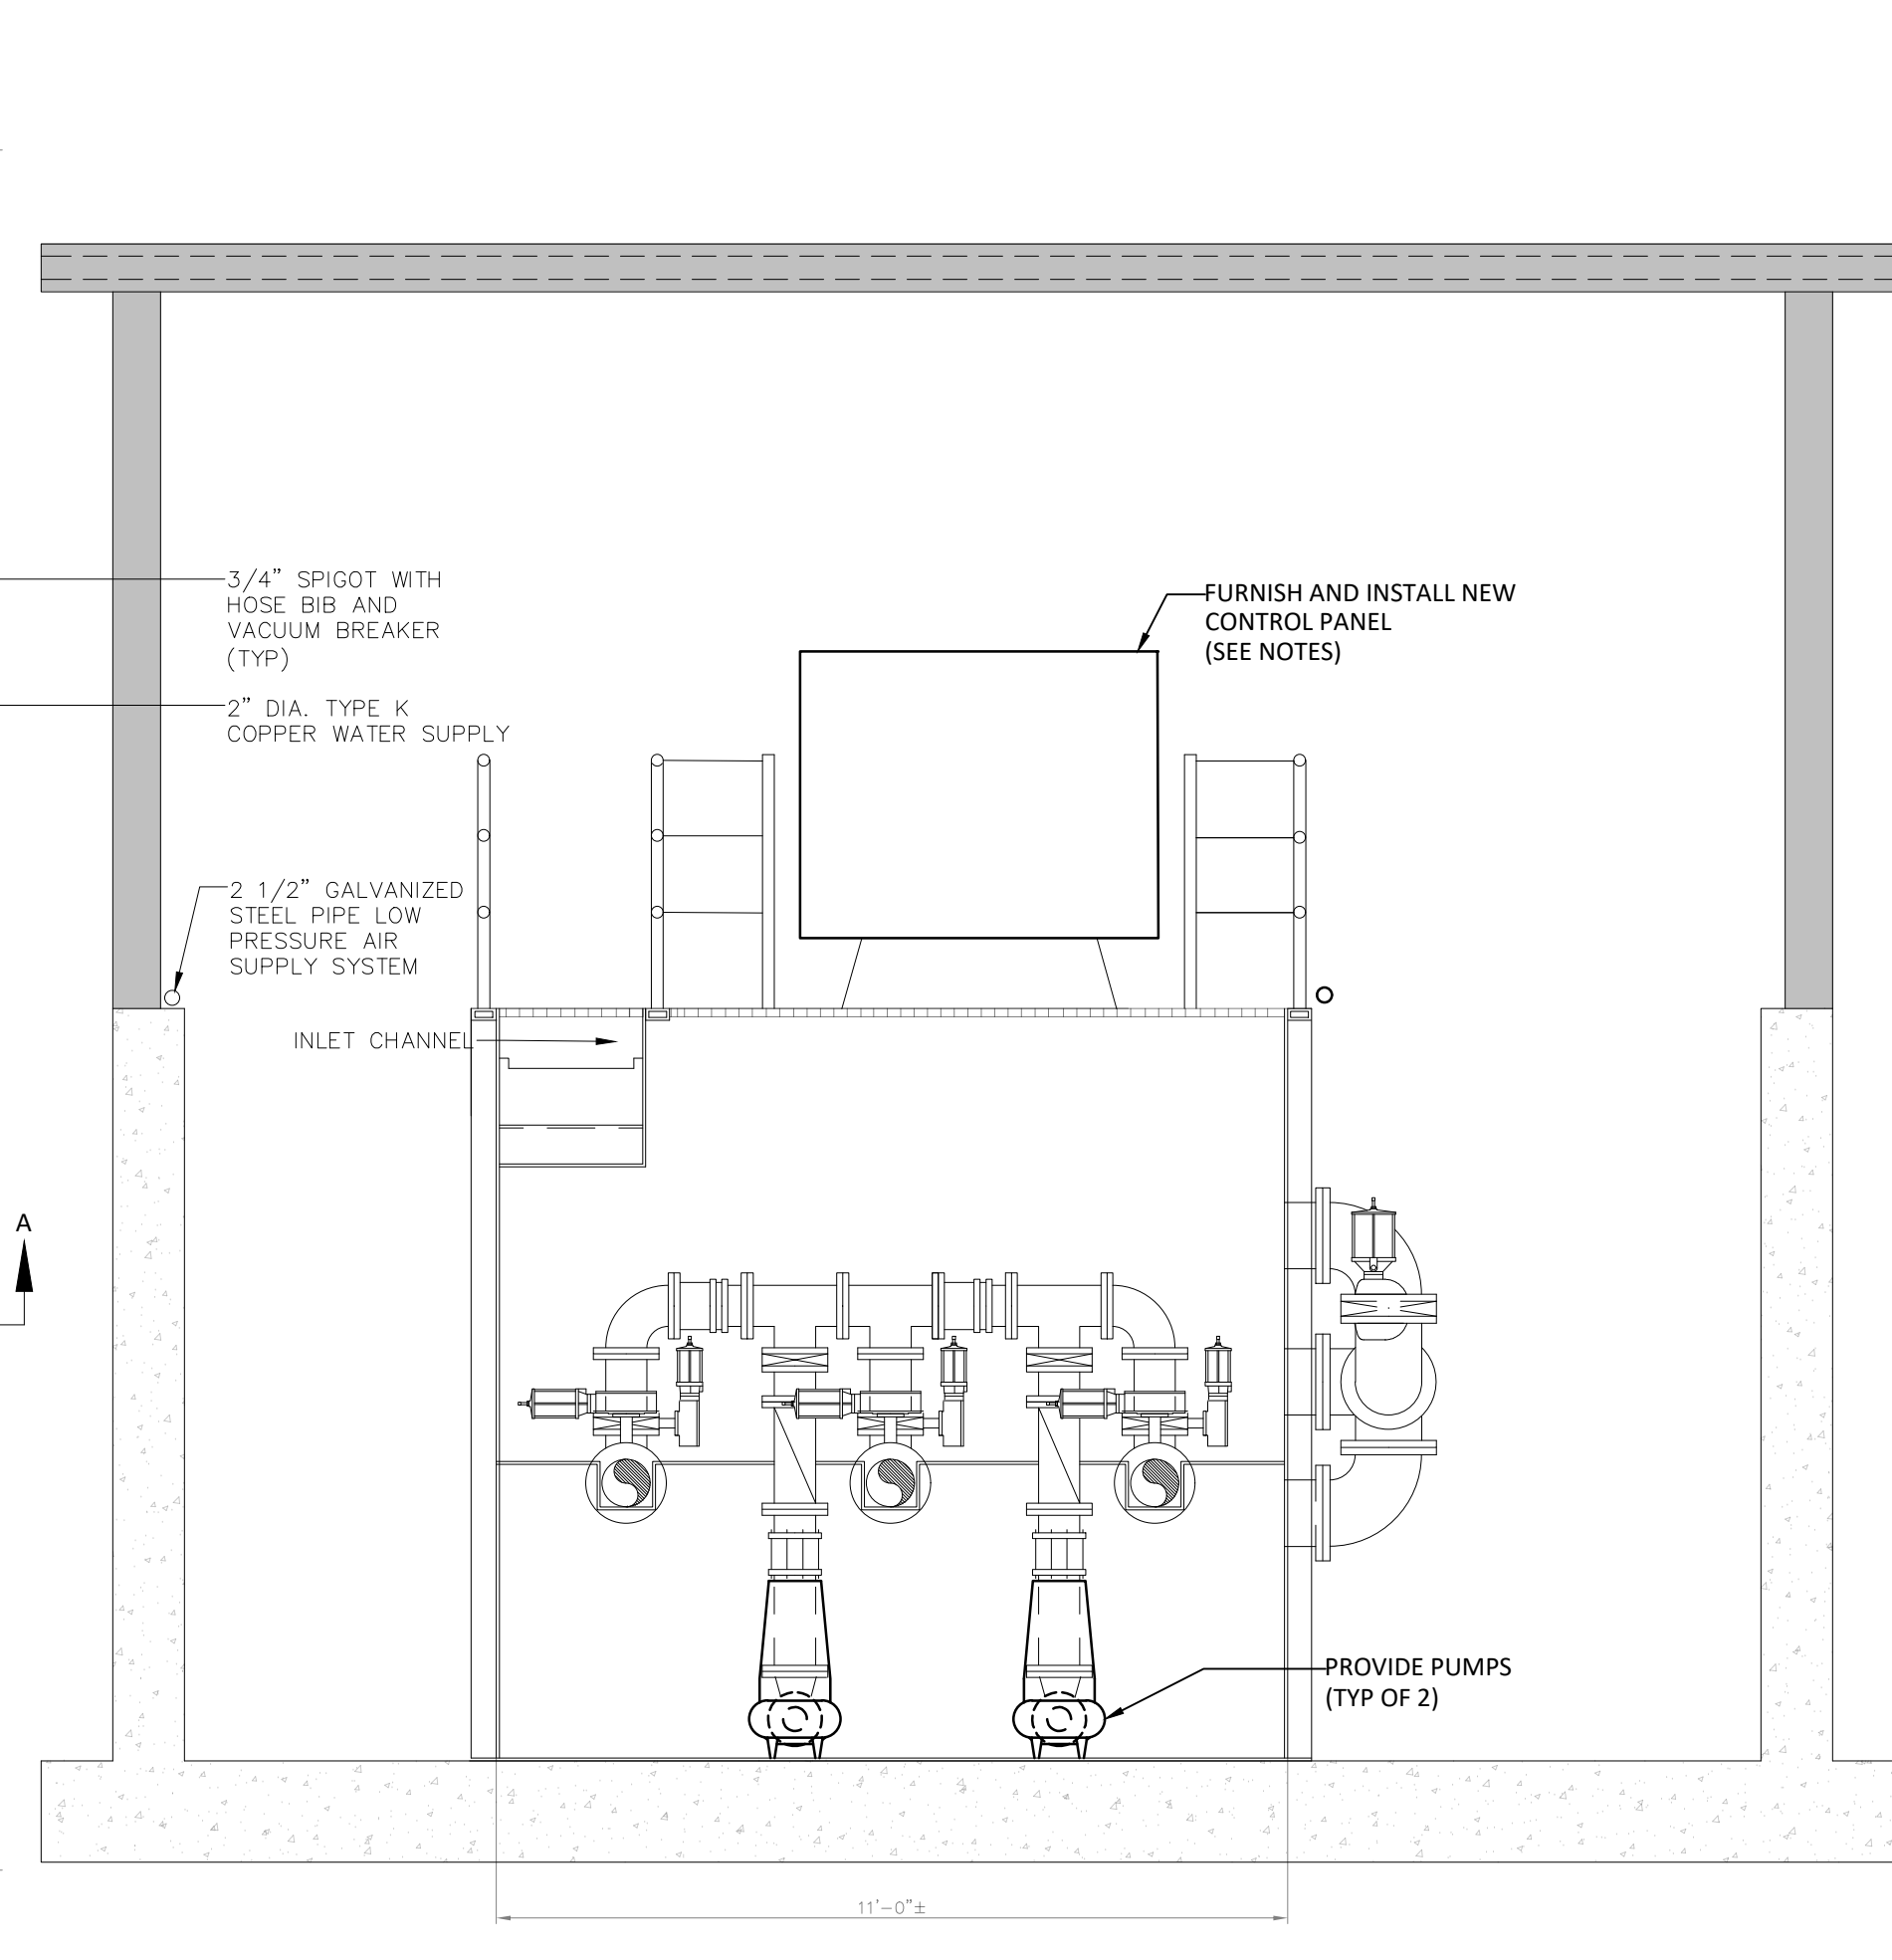 3/4" SPIGOT WITH
HOSE BIB AND
VACUUM BREAKER
(TYP)
FURNISH AND INSTALL NEW
CONTROL PANEL
(SEE NOTES)
2" DIA. TYPE K
COPPER WATER SUPPLY
2 1/2" GALVANIZED
STEEL PIPE LOW
PRESSURE AIR
SUPPLY SYSTEM
INLET CHANNEL
A
PROVIDE PUMPS
(TYP OF 2)
11'-0"±